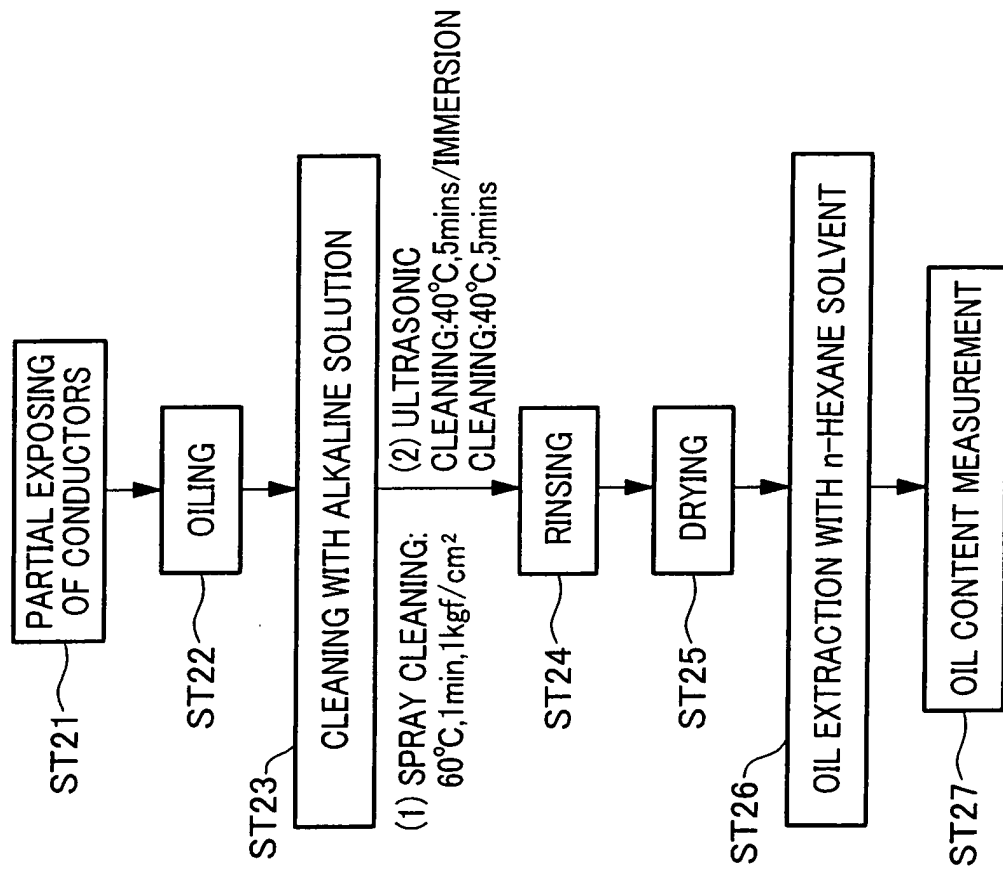 PARTIAL EXPOSING
OF CONDUCTORS
ST21
OILING
ST22
CLEANING WITH ALKALINE SOLUTION
ST23
(1) SPRAY CLEANING:
60°C,1min,1kgf/cm²
(2) ULTRASONIC
CLEANING:40°C,5mins/IMMERSION
CLEANING:40°C,5mins
RINSING
ST24
DRYING
ST25
OIL EXTRACTION WITH n-HEXANE SOLVENT
ST26
OIL CONTENT MEASUREMENT
ST27